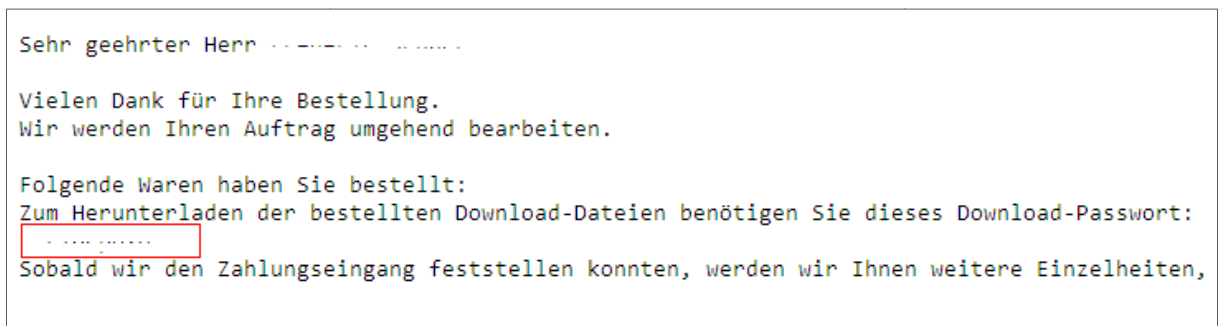 Sehr geehrter Herr
Vielen Dank für Ihre Bestellung.
Wir werden Ihren Auftrag umgehend bearbeiten.
Folgende Waren haben Sie bestellt:
Zum Herunterladen der bestellten Download-Dateien benötigen Sie dieses Download-Passwort:
Sobald wir den Zahlungseingang feststellen konnten, werden wir Ihnen weitere Einzelheiten,